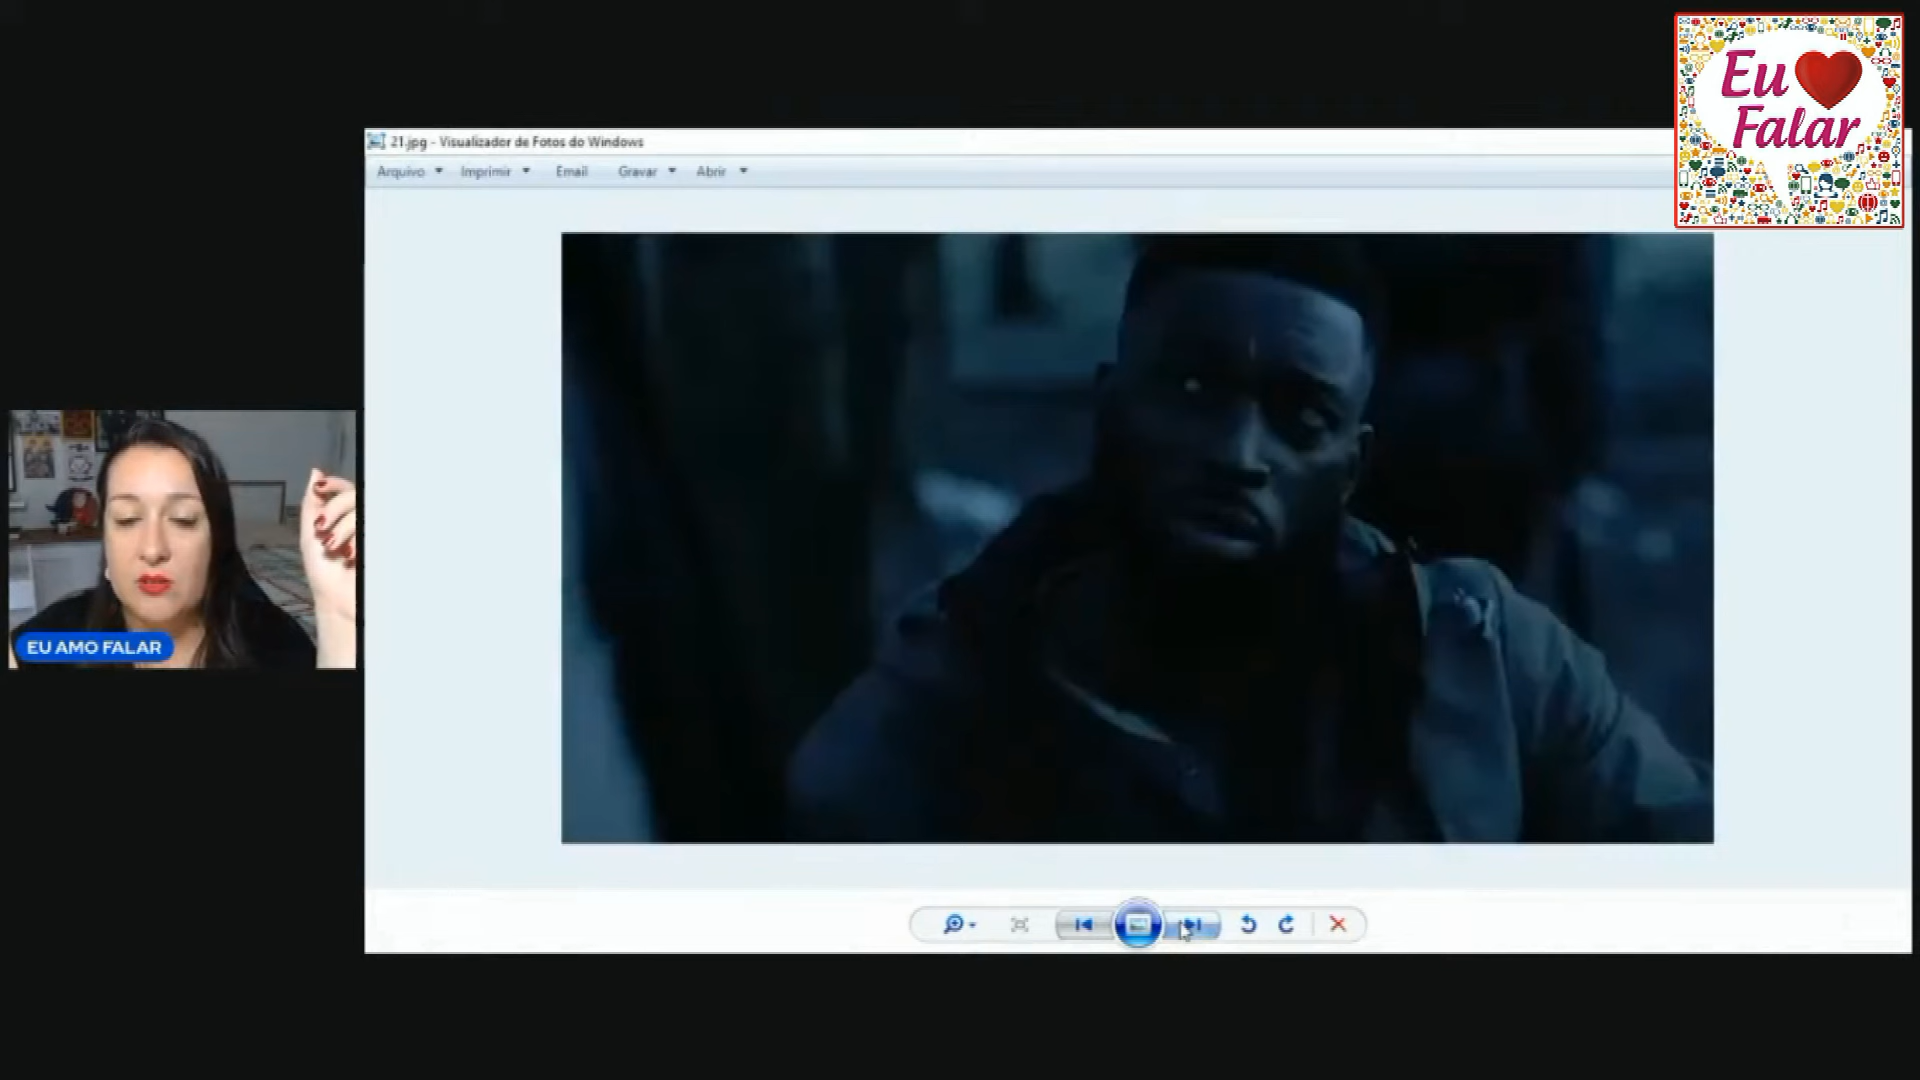 Eu
Falar
21.jpg - Visualizador de Fotos do Windows
Arquivo Imprimir Email Gravar Abrir
EU AMO FALAR